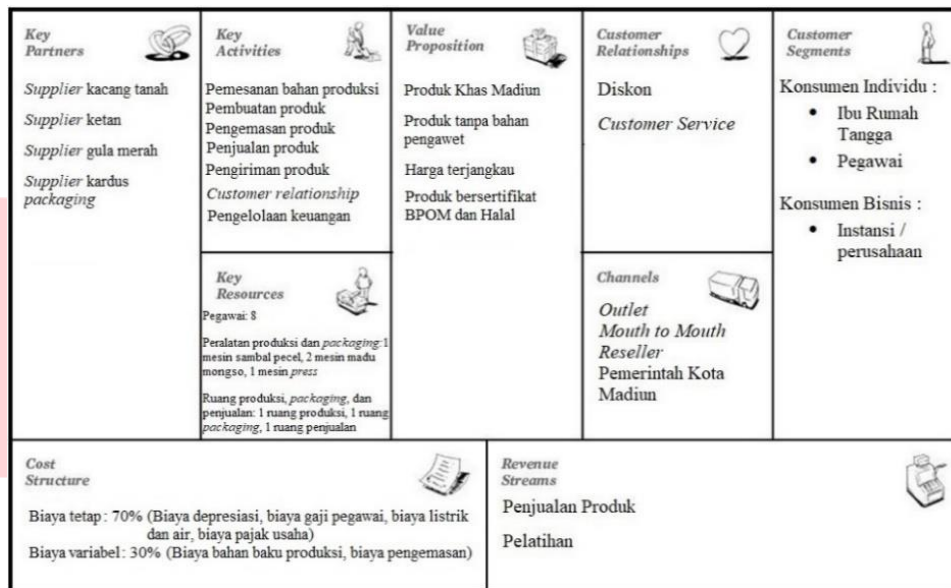 Key
Partners
Supplier kacang tanah
Supplier ketan
Supplier gula merah
Supplier kardus
packaging
Key
Activities
Pemesanan bahan produksi
Pembuatan produk
Pengemasan produk
Penjualan produk
Pengiriman produk
Customer relationship
Pengelolaan keuangan
Key
Resources
Pegawai: 8
Peralatan produksi dan packaging:1
mesin sambal pecel, 2 mesin madu
mongso, 1 mesin press
Ruang produksi, packaging, dan
penjualan: 1 ruang produksi, 1 ruang
packaging, 1 ruang penjualan
Value
Proposition
Produk Khas Madiun
Produk tanpa bahan
pengawet
Harga terjangkau
Produk bersertifikat
BPOM dan Halal
Customer
Relationships
Diskon
Customer Service
Channels
Outlet
Mouth to Mouth
Reseller
Pemerintah Kota
Madiun
Customer
Segments
Konsumen Individu :
• Ibu Rumah
Tangga
• Pegawai
Konsumen Bisnis :
• Instansi /
perusahaan
Cost
Structure
Biaya tetap : 70% (Biaya depresiasi, biaya gaji pegawai, biaya listrik
dan air, biaya pajak usaha)
Biaya variabel : 30% (Biaya bahan baku produksi, biaya pengemasan)
Revenue
Streams
Penjualan Produk
Pelatihan